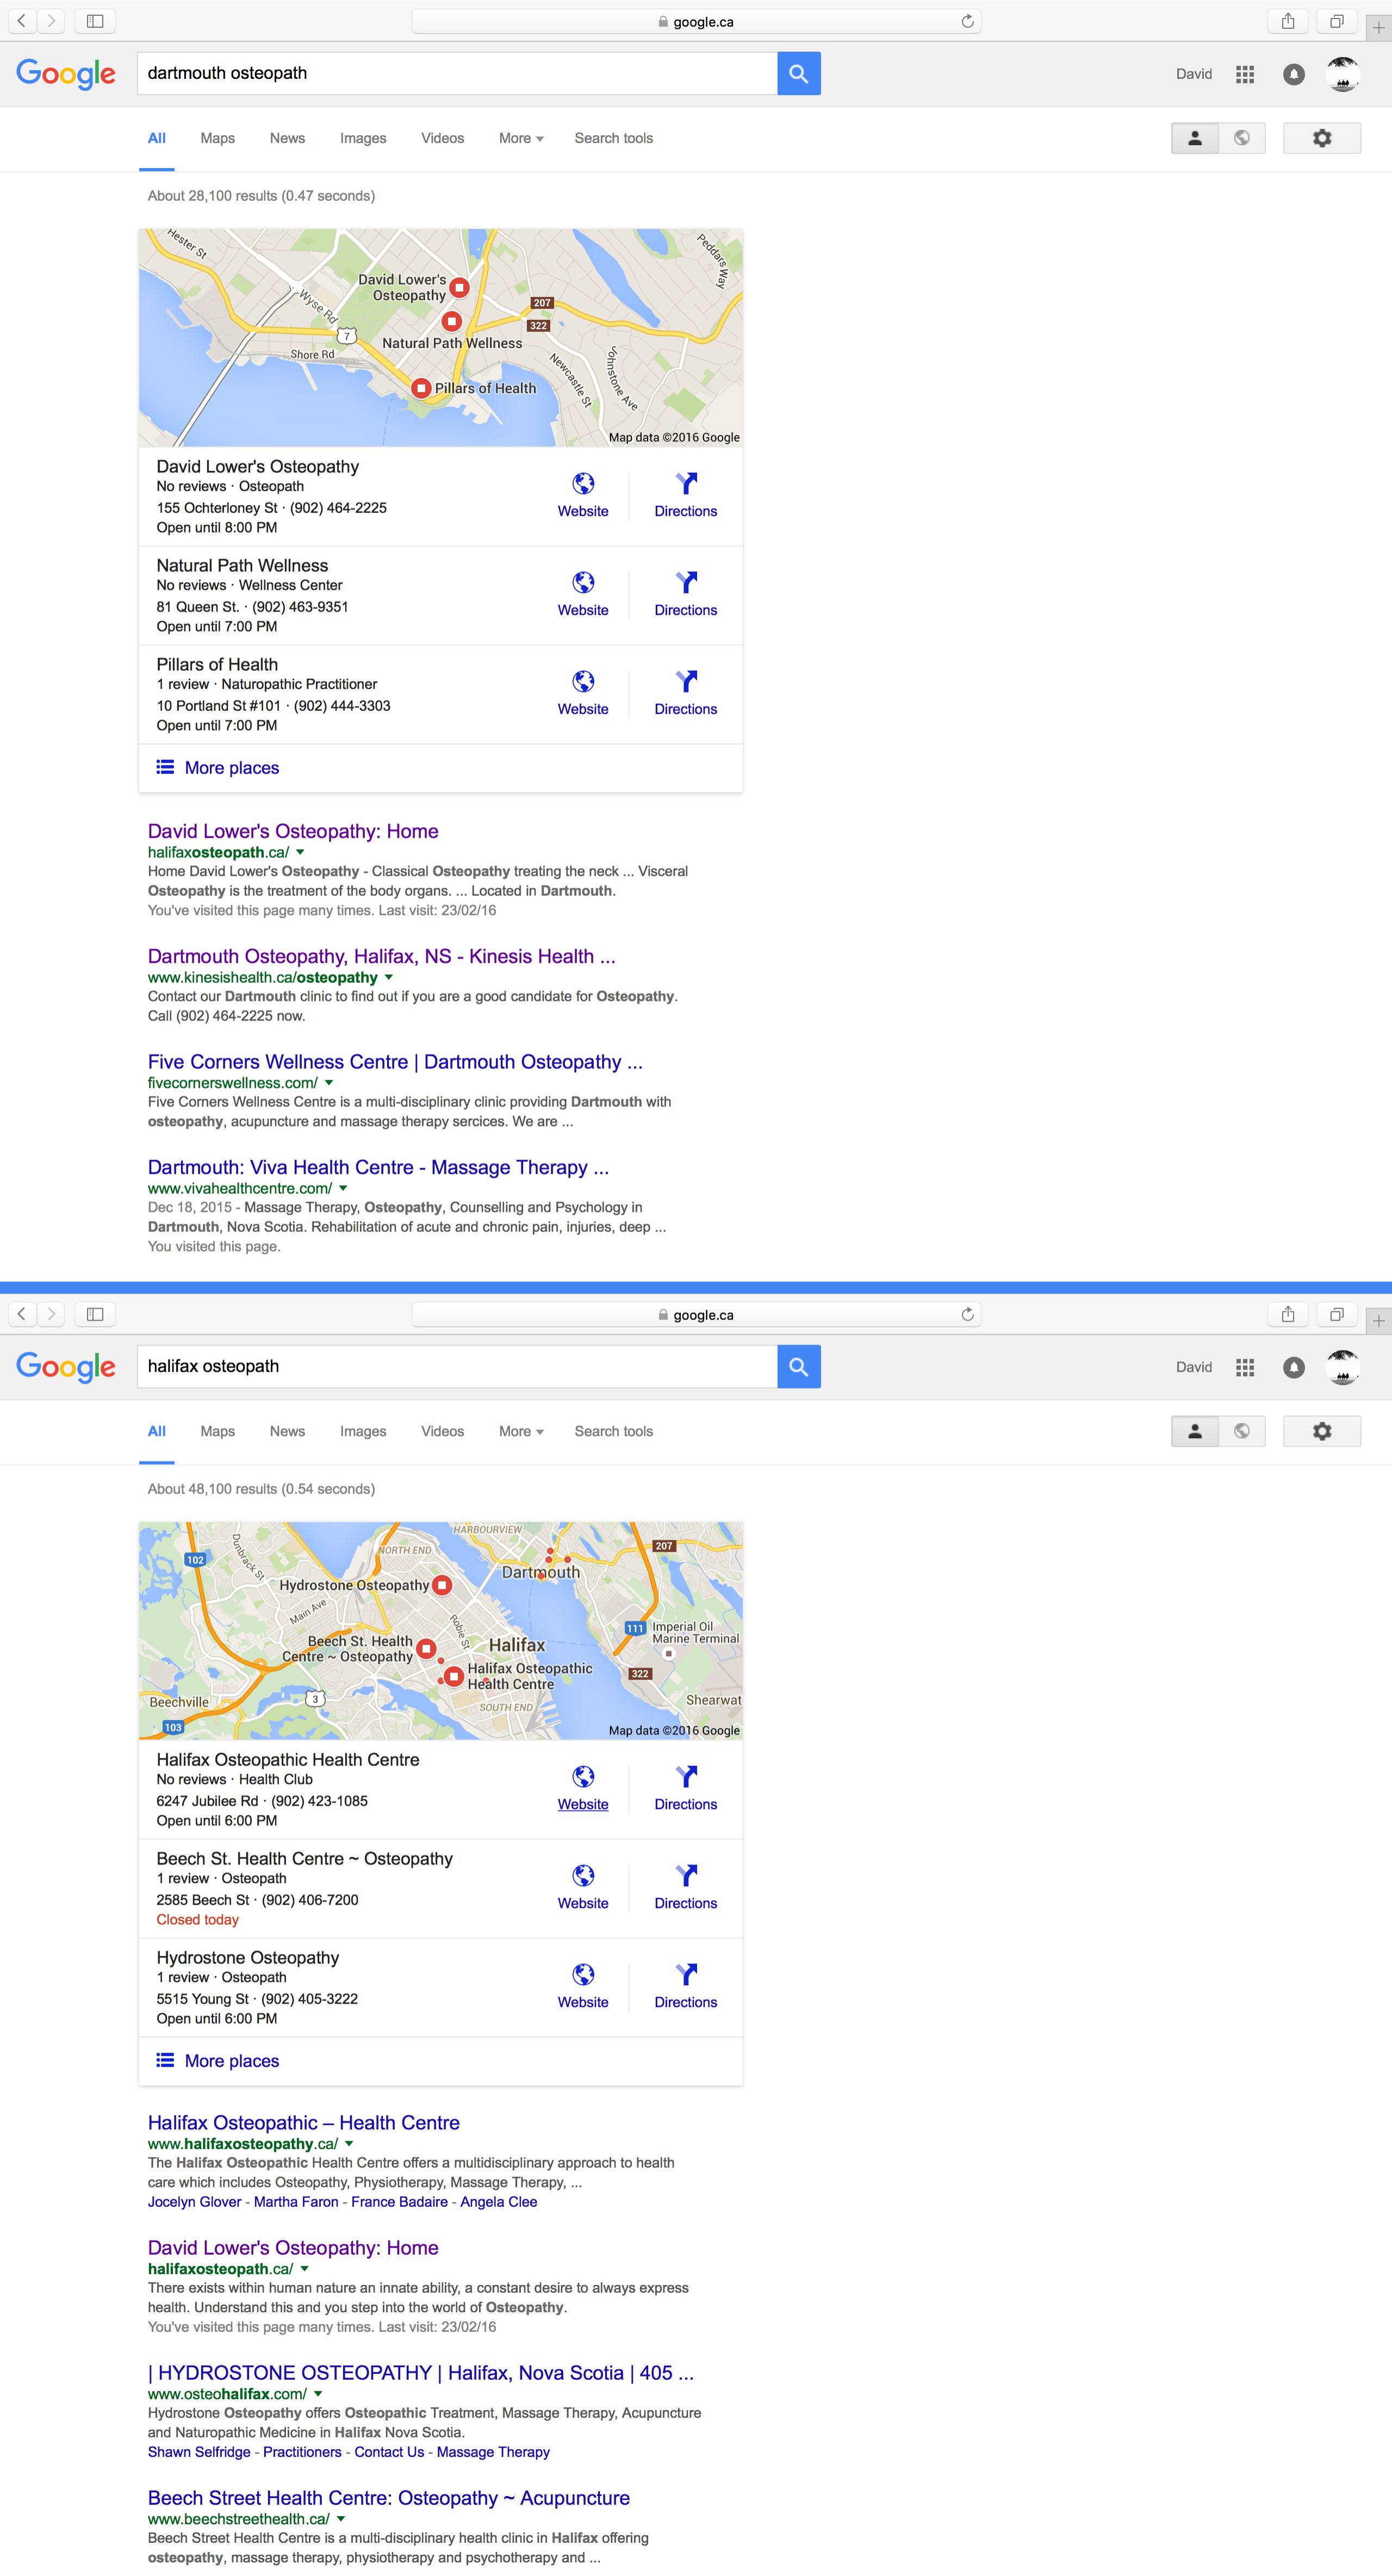 google.ca
Google
dartmouth osteopath
David
All Maps News Images Videos More Search tools
About 28,100 results (0.47 seconds)
Hester St
Peddars Way
David Lower's
Osteopathy
Wyse Rd
207
322
7
Natural Path Wellness
Shore Rd
Newcastle St
Johnstone Ave
Pillars of Health
Map data ©2016 Google
David Lower's Osteopathy
No reviews · Osteopath
155 Ochterloney St · (902) 464-2225
Open until 8:00 PM
Website
Directions
Natural Path Wellness
No reviews · Wellness Center
81 Queen St. · (902) 463-9351
Open until 7:00 PM
Website
Directions
Pillars of Health
1 review · Naturopathic Practitioner
10 Portland St #101 · (902) 444-3303
Open until 7:00 PM
Website
Directions
More places
David Lower's Osteopathy: Home
halifaxosteopath.ca/
Home David Lower's Osteopathy - Classical Osteopathy treating the neck ... Visceral
Osteopathy is the treatment of the body organs. ... Located in Dartmouth.
You've visited this page many times. Last visit: 23/02/16
Dartmouth Osteopathy, Halifax, NS - Kinesis Health ...
www.kinesishealth.ca/osteopathy
Contact our Dartmouth clinic to find out if you are a good candidate for Osteopathy.
Call (902) 464-2225 now.
Five Corners Wellness Centre | Dartmouth Osteopathy ...
fivecornerswellness.com/
Five Corners Wellness Centre is a multi-disciplinary clinic providing Dartmouth with
osteopathy, acupuncture and massage therapy sercices. We are ...
Dartmouth: Viva Health Centre - Massage Therapy ...
www.vivahealthcentre.com/
Dec 18, 2015 - Massage Therapy, Osteopathy, Counselling and Psychology in
Dartmouth, Nova Scotia. Rehabilitation of acute and chronic pain, injuries, deep ...
You visited this page.
google.ca
Google
halifax osteopath
David
All Maps News Images Videos More Search tools
About 48,100 results (0.54 seconds)
HARBOURVIEW
102
Dunbrack St
NORTH END
207
Dartmouth
Hydrostone Osteopathy
Main Ave
Robie St
111
Imperial Oil
Marine Terminal
Beech St. Health
Centre ~ Osteopathy
Halifax
Halifax Osteopathic
Health Centre
322
3
Beechville
SOUTH END
Shearwat
103
Map data ©2016 Google
Halifax Osteopathic Health Centre
No reviews · Health Club
6247 Jubilee Rd · (902) 423-1085
Open until 6:00 PM
Website
Directions
Beech St. Health Centre ~ Osteopathy
1 review · Osteopath
2585 Beech St · (902) 406-7200
Closed today
Website
Directions
Hydrostone Osteopathy
1 review · Osteopath
5515 Young St · (902) 405-3222
Open until 6:00 PM
Website
Directions
More places
Halifax Osteopathic – Health Centre
www.halifaxosteopathy.ca/
The Halifax Osteopathic Health Centre offers a multidisciplinary approach to health
care which includes Osteopathy, Physiotherapy, Massage Therapy, ...
Jocelyn Glover - Martha Faron - France Badaire - Angela Clee
David Lower's Osteopathy: Home
halifaxosteopath.ca/
There exists within human nature an innate ability, a constant desire to always express
health. Understand this and you step into the world of Osteopathy.
You've visited this page many times. Last visit: 23/02/16
| HYDROSTONE OSTEOPATHY | Halifax, Nova Scotia | 405 ...
www.osteohalifax.com/
Hydrostone Osteopathy offers Osteopathic Treatment, Massage Therapy, Acupuncture
and Naturopathic Medicine in Halifax Nova Scotia.
Shawn Selfridge - Practitioners - Contact Us - Massage Therapy
Beech Street Health Centre: Osteopathy ~ Acupuncture
www.beechstreethealth.ca/
Beech Street Health Centre is a multi-disciplinary health clinic in Halifax offering
osteopathy, massage therapy, physiotherapy and psychotherapy and ...